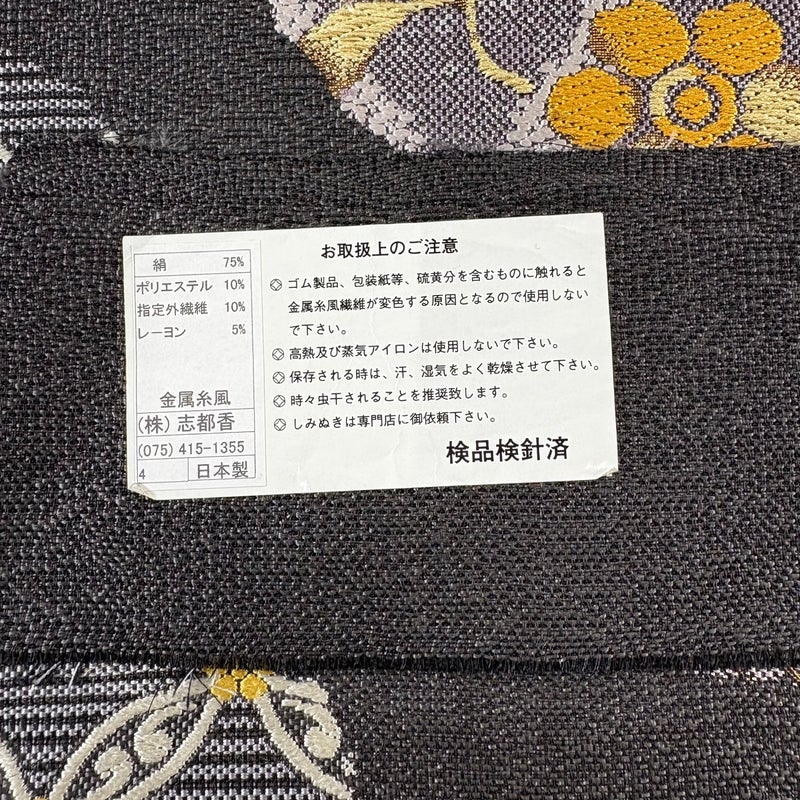 絹 75%
ポリエステル 10%
指定外繊維 10%
レーヨン 5%
金属糸風
(株)志都香
(075)415-1355
4 日本製
お取扱上のご注意
◎ゴム製品、包装紙等、硫黄分を含むものに触れると
金属糸風繊維が変色する原因となるので使用しない
で下さい。
◎高熱及び蒸気アイロンは使用しないで下さい。
◎保存される時は、汗、湿気をよく乾燥させて下さい。
◎時々虫干されることを推奨致します。
◎しみぬきは専門店に御依頼下さい。
検品検針済